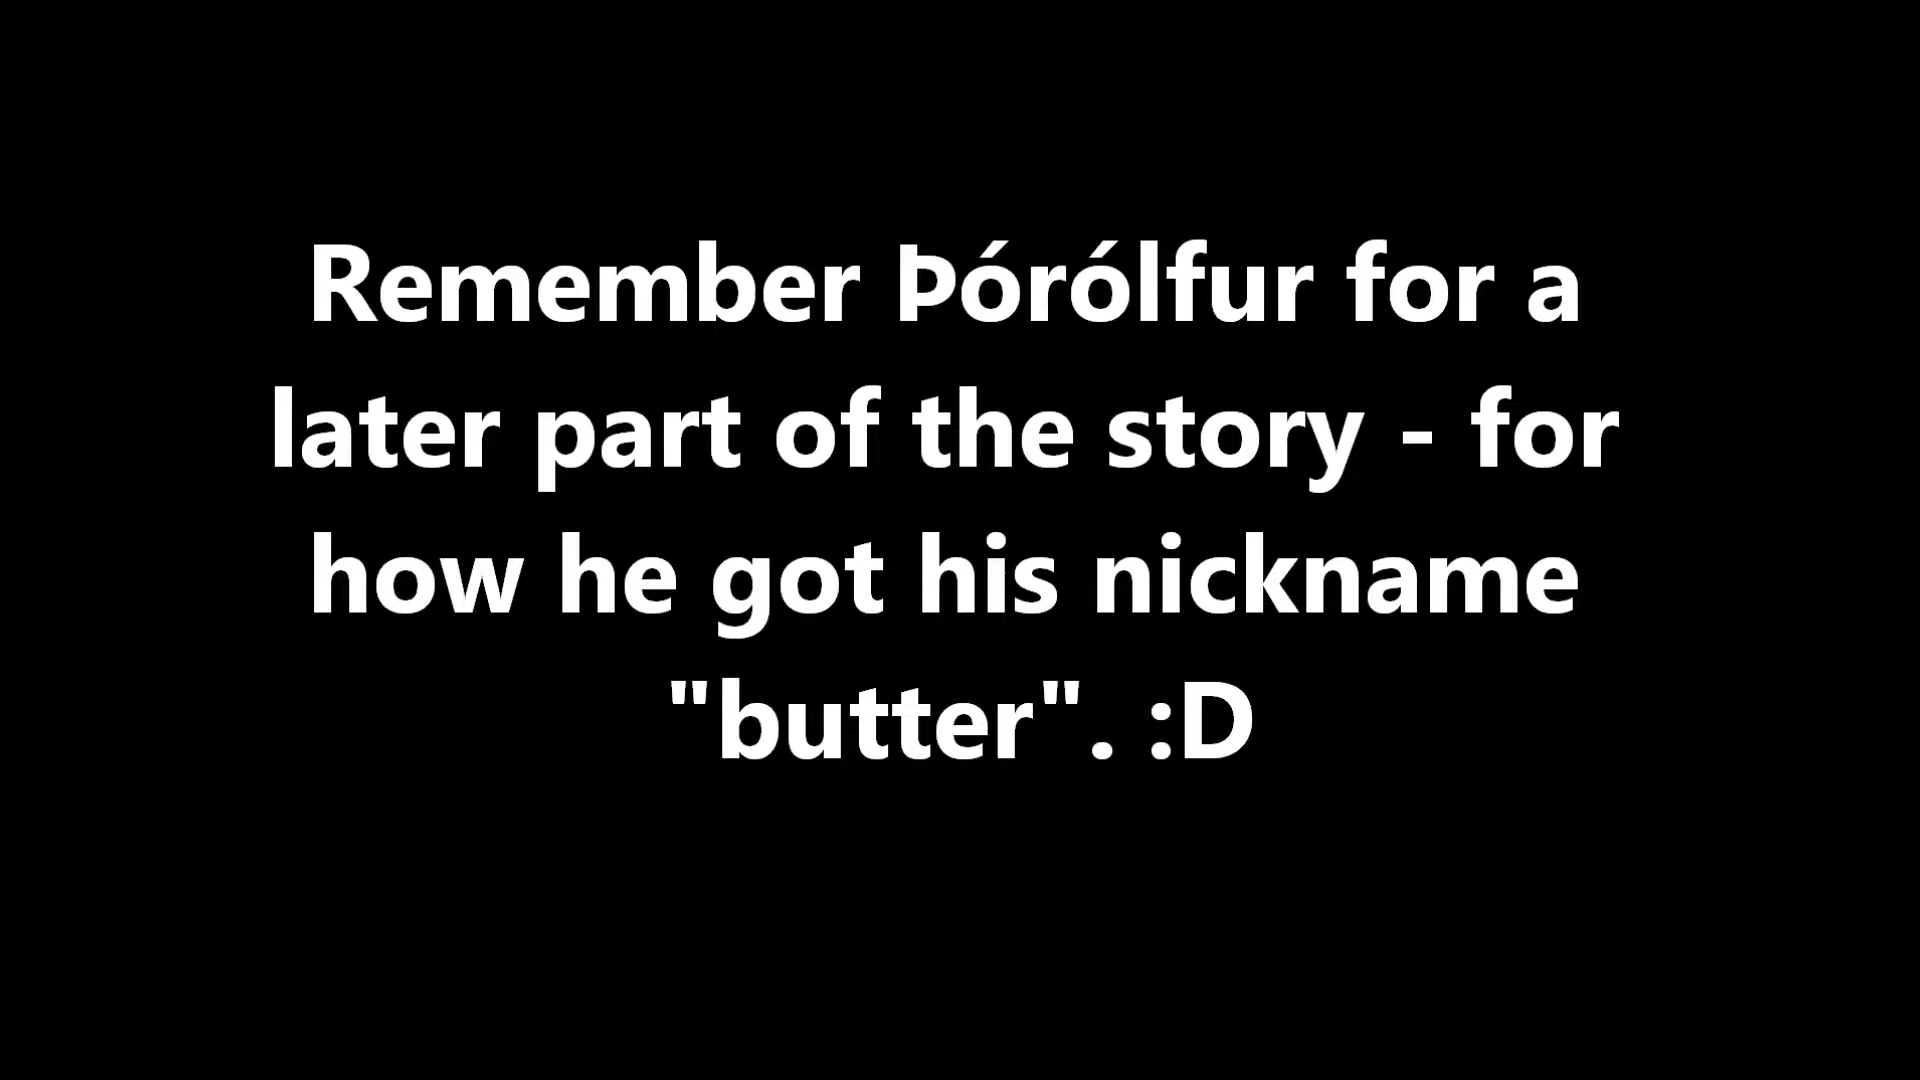 Remember Þórólfur for a
later part of the story - for
how he got his nickname
"butter". :D